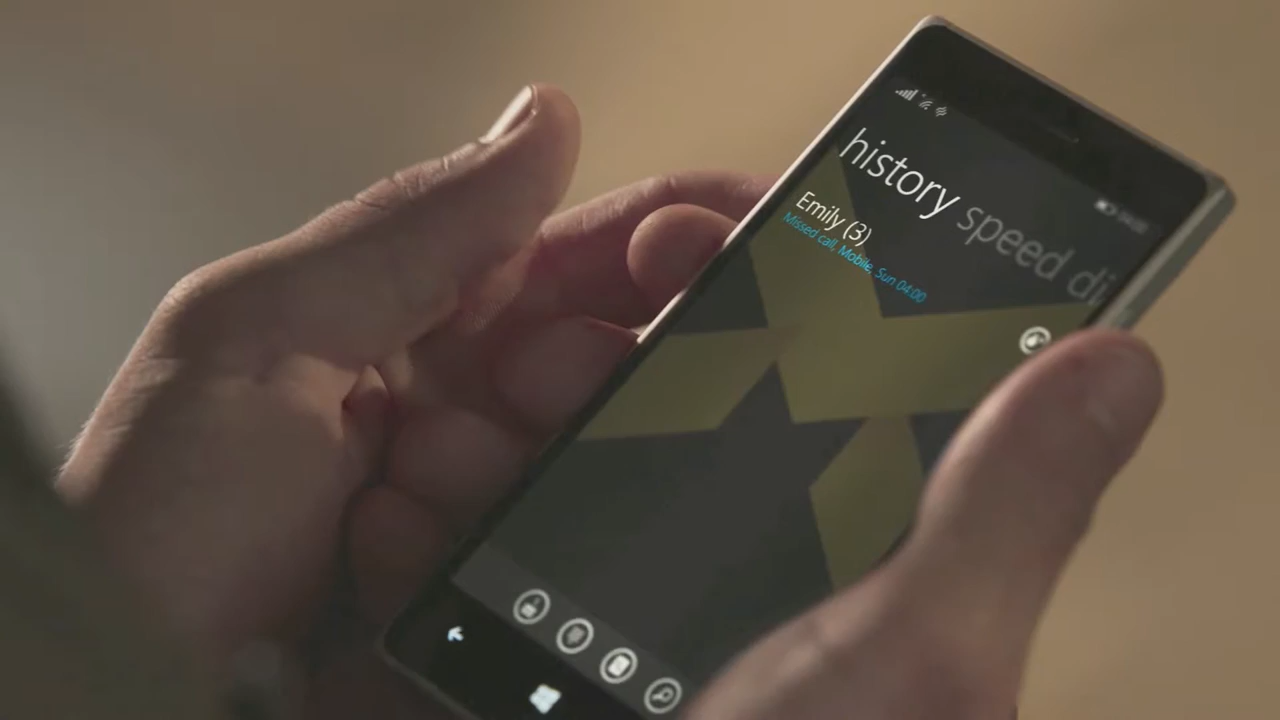 history speed di
Emily (3)
Missed call, Mobile, Sun 04:00